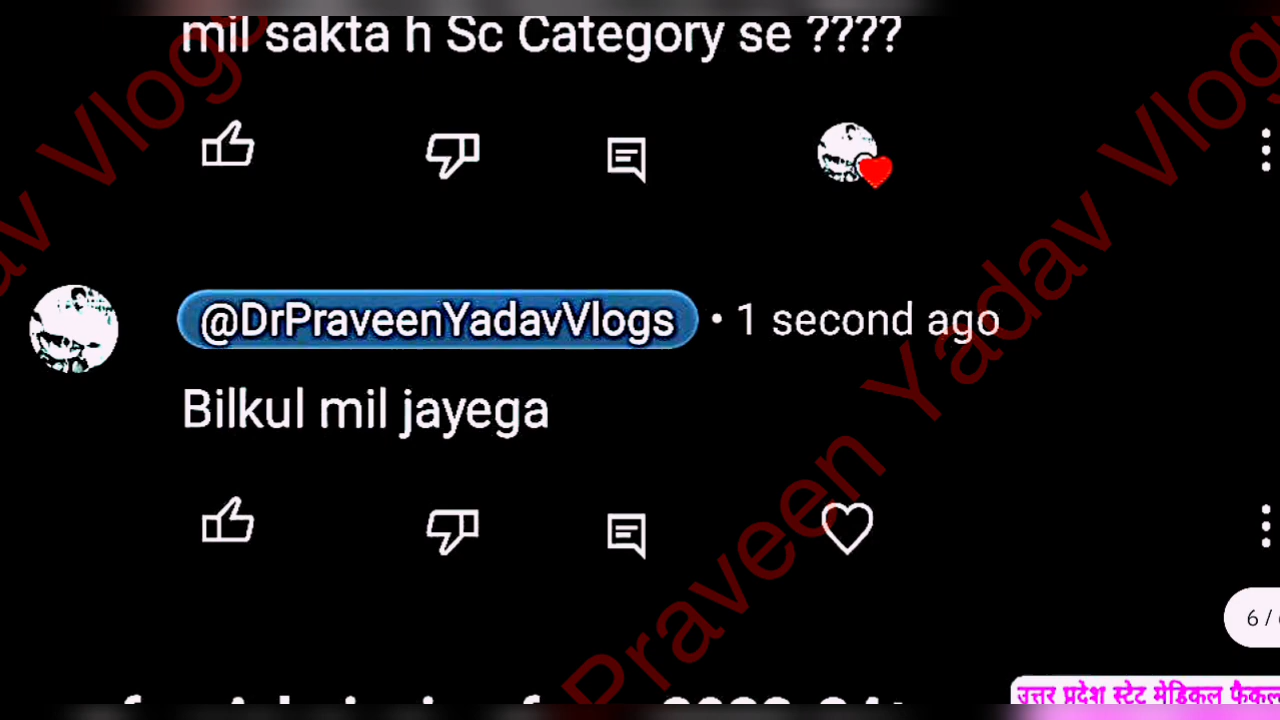 mil sakta h Sc Category se ????
@DrPraveenYadavVlogs • 1 second ago
Bilkul mil jayega
6 /
Praveen Yadav Vlogs
उत्तर प्रदेश स्टेट मेडिकल